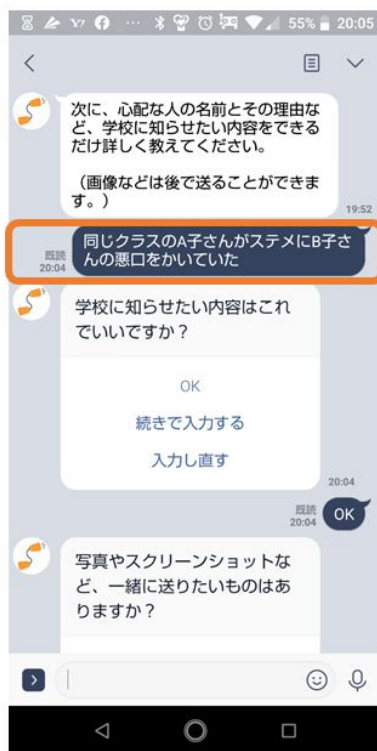 55% 20:05
次に、心配な人の名前とその理由な
ど、学校に知らせたい内容をできる
だけ詳しく教えてください。
（画像などは後で送ることができま
す。）
19:52
同じクラスのA子さんがステメにB子さ
んの悪口をかいていた
既読
20:04
学校に知らせたい内容はこれ
でいいですか？
OK
続きで入力する
入力し直す
20:04
既読
20:04
OK
写真やスクリーンショットな
ど、一緒に送りたいものはあ
りますか？